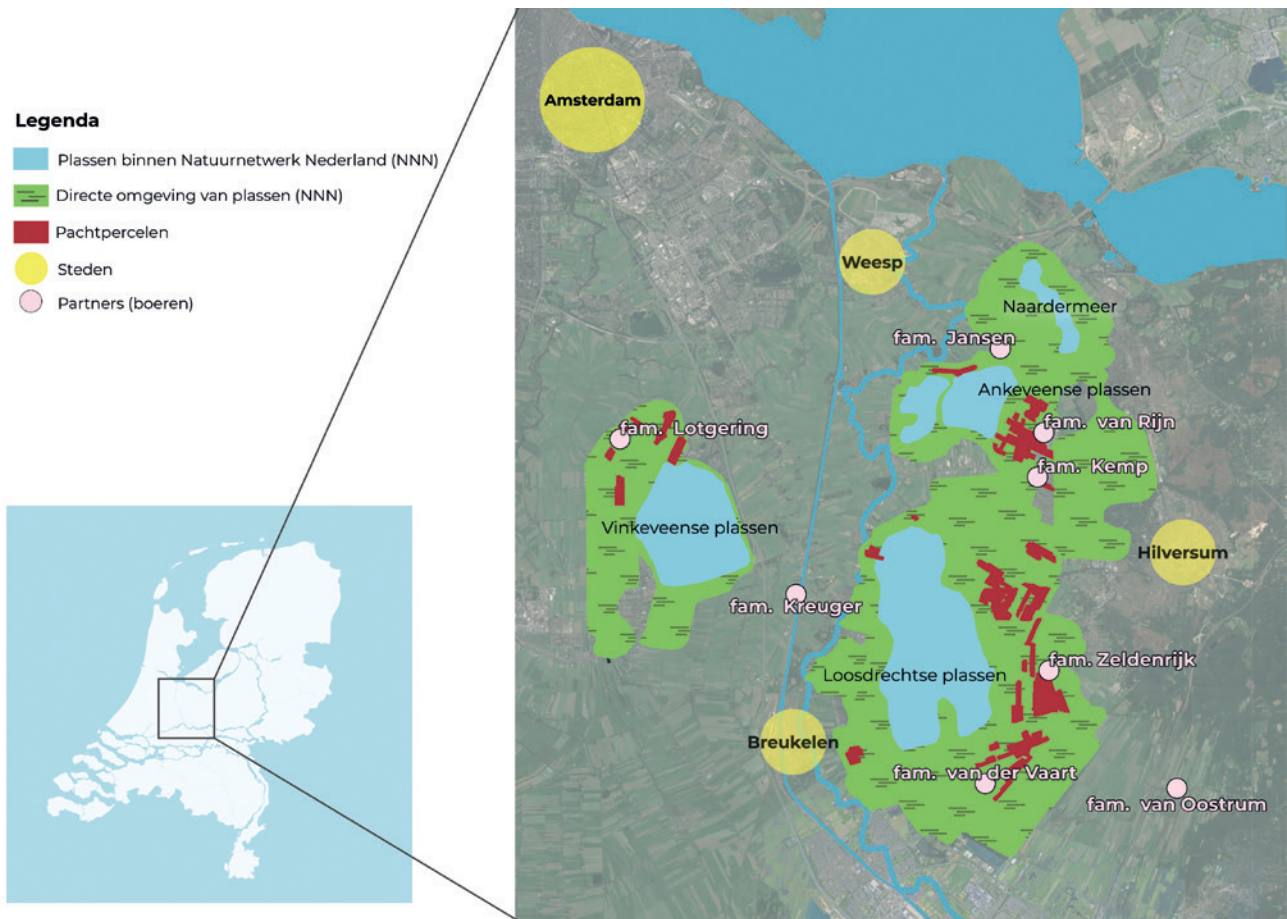 Legenda
Plassen binnen Natuurnetwerk Nederland (NNN)
Directe omgeving van plassen (NNN)
Pachtpercelen
Steden
Partners (boeren)
Amsterdam
Weesp
Naardermeer
fam. Jansen
Ankeveense plassen
fam. van Rijn
fam. Lotgering
fam. Kemp
Vinkeveense plassen
Hilversum
fam. Kreuger
fam. Zeldenrijk
Loosdrechtse plassen
Breukelen
fam. van der Vaart
fam. van Oostrum